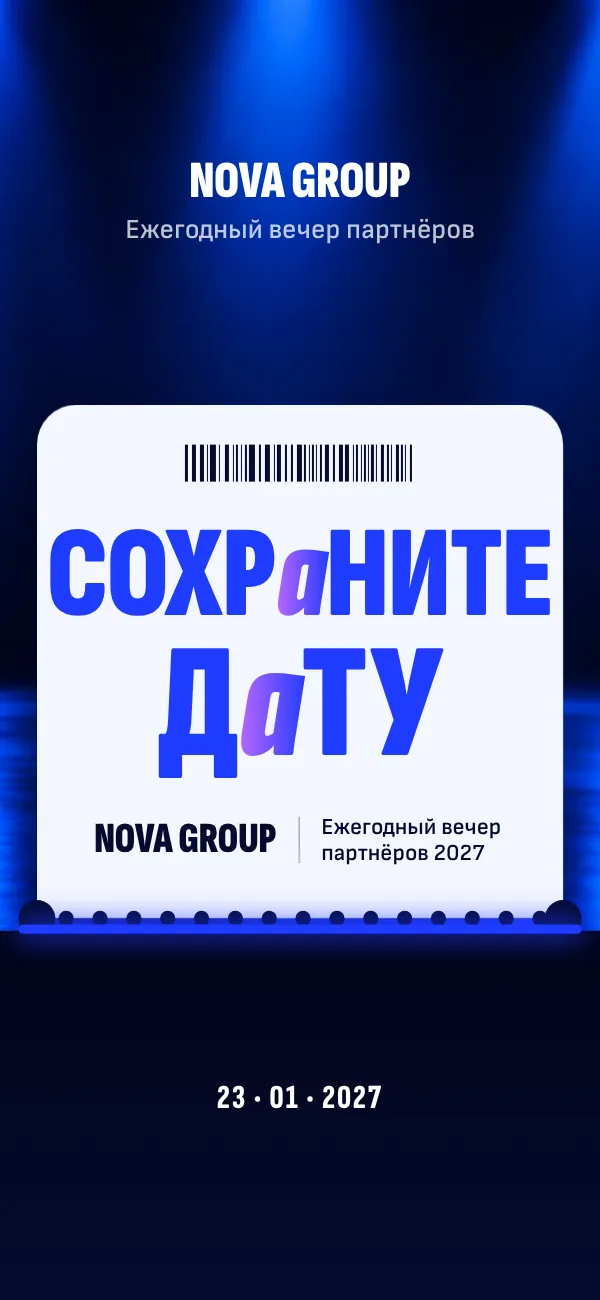 NOVA GROUP
Ежегодный вечер партнёров
СОХРаНИТЕ
ДаТУ
NOVA GROUP
Ежегодный вечер
партнёров 2027
23 · 01 · 2027